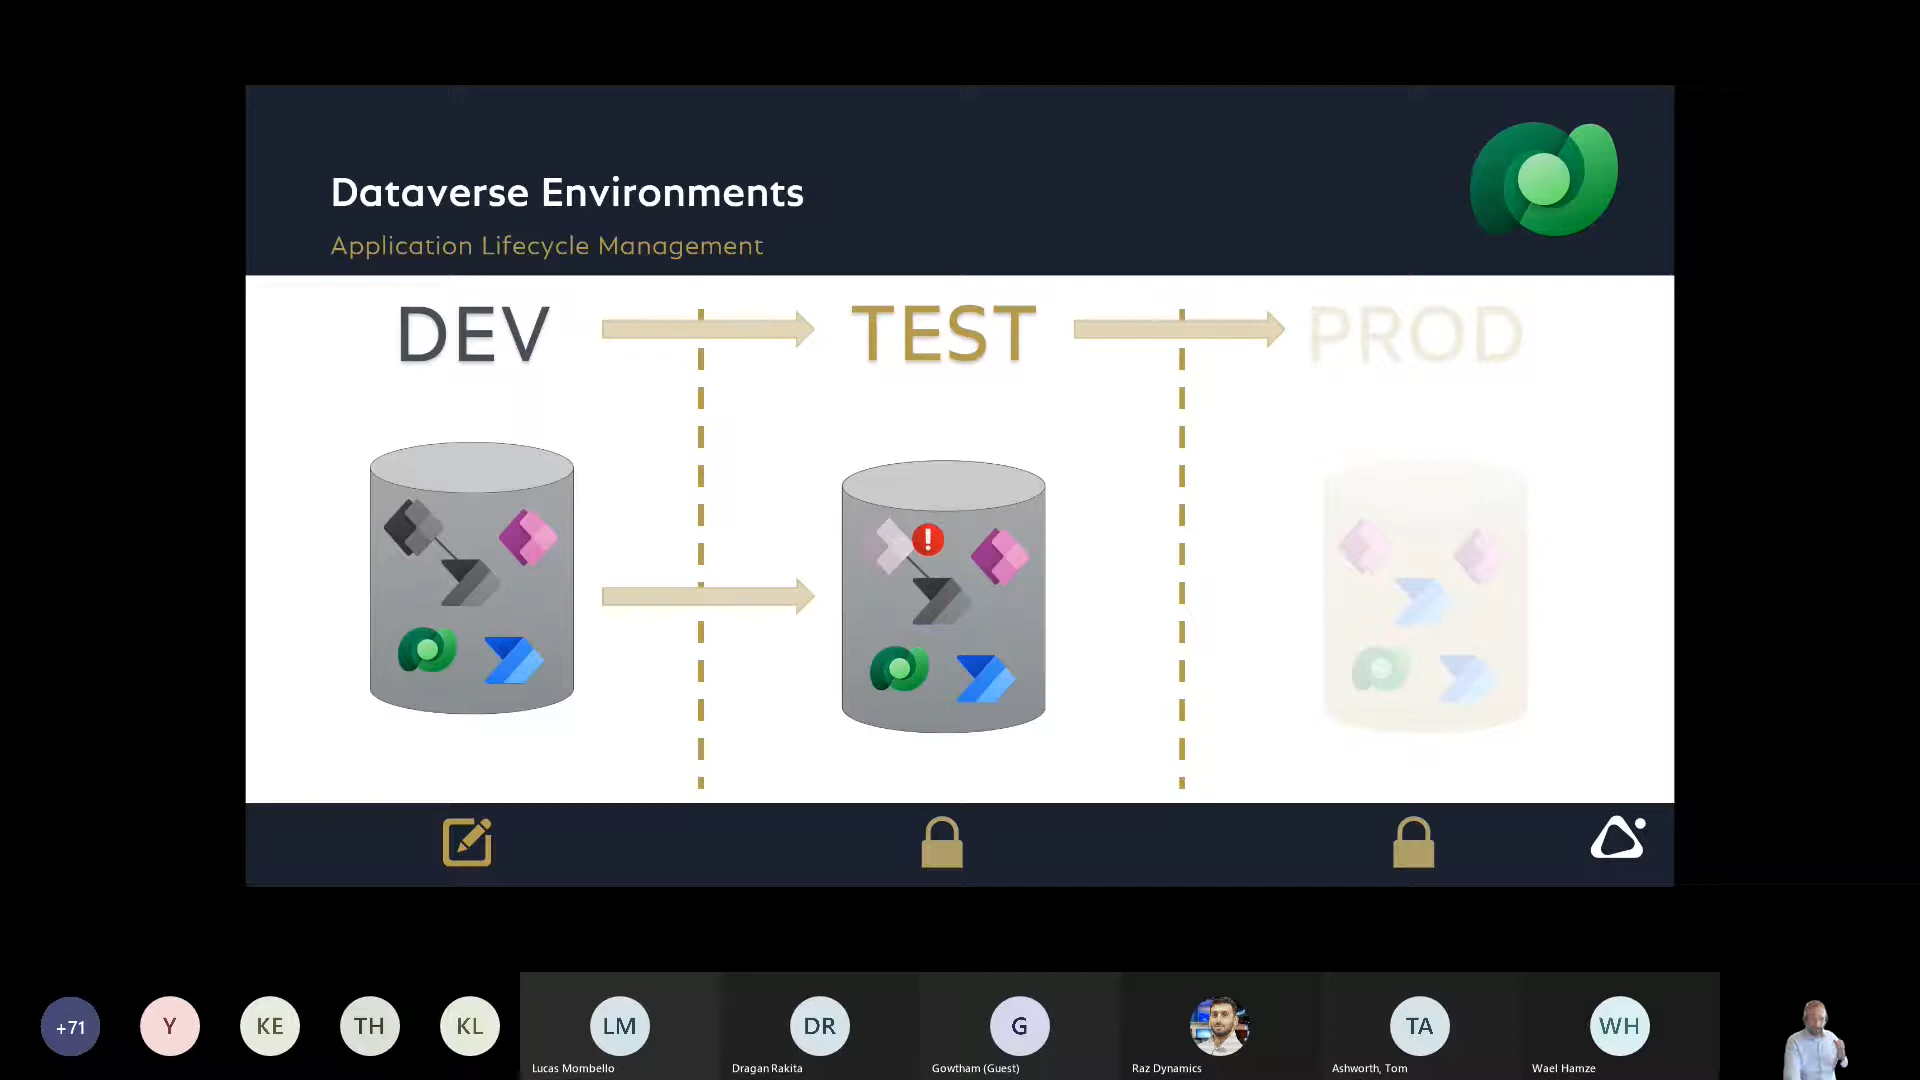 Dataverse Environments
Application Lifecycle Management
DEV
TEST
PROD
!
+71
Y
KE
TH
KL
LM
DR
G
TA
WH
Lucas Mombello
Dragan Rakita
Gowtham (Guest)
Raz Dynamics
Ashworth, Tom
Wael Hamze